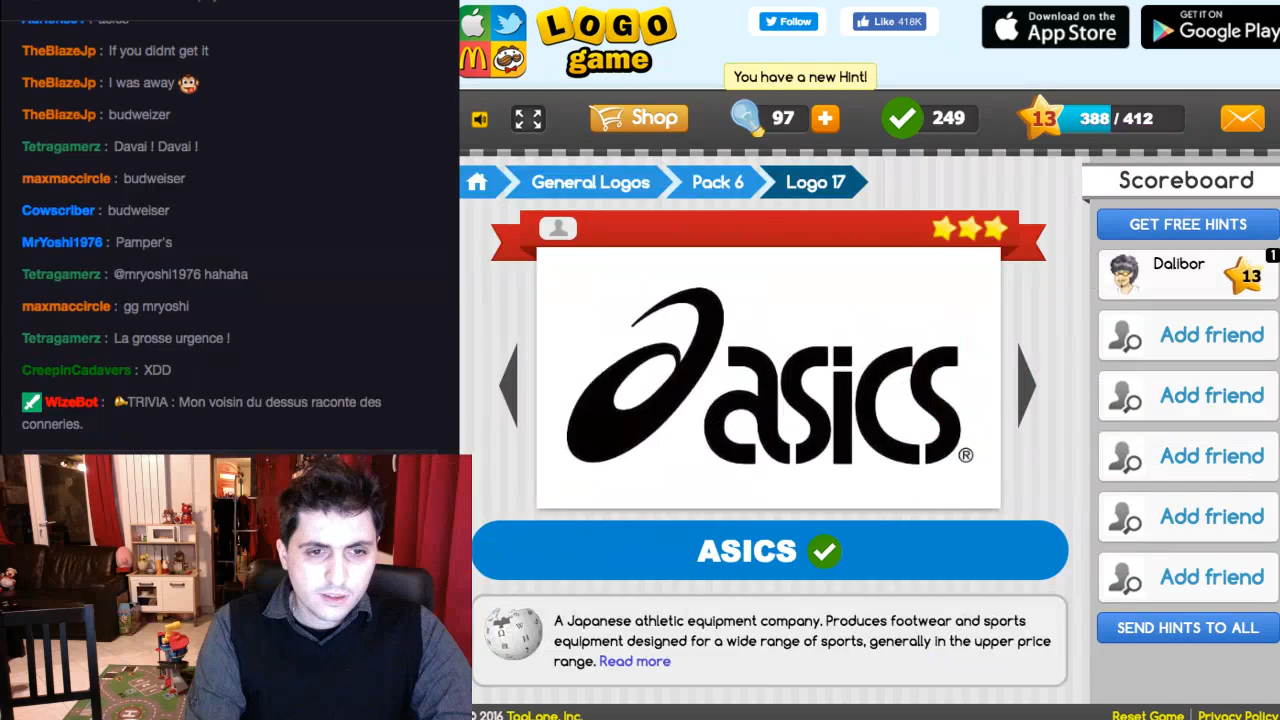 TheBlazeJp : If you didnt get it
TheBlazeJp : I was away
TheBlazeJp : budweizer
Tetragamerz : Davai ! Davai !
maxmaccircle : budweiser
Cowscriber : budweiser
MrYoshi1976 : Pamper's
Tetragamerz : @mryoshi1976 hahaha
maxmaccircle : gg mryoshi
Tetragamerz : La grosse urgence !
CreepinCadavers : XDD
WizeBot : TRIVIA : Mon voisin du dessus raconte des
conneries.
LOGO
game
Follow
Like 418K
Download on the
App Store
GET IT ON
Google Play
You have a new Hint!
Shop
97
249
13
388 / 412
General Logos
Pack 6
Logo 17
asics®
ASICS
A Japanese athletic equipment company. Produces footwear and sports
equipment designed for a wide range of sports, generally in the upper price
range. Read more
Scoreboard
GET FREE HINTS
1
Dalibor
13
Add friend
Add friend
Add friend
Add friend
Add friend
SEND HINTS TO ALL
© 2016 TapLane, Inc.
Reset Game | Privacy Policy